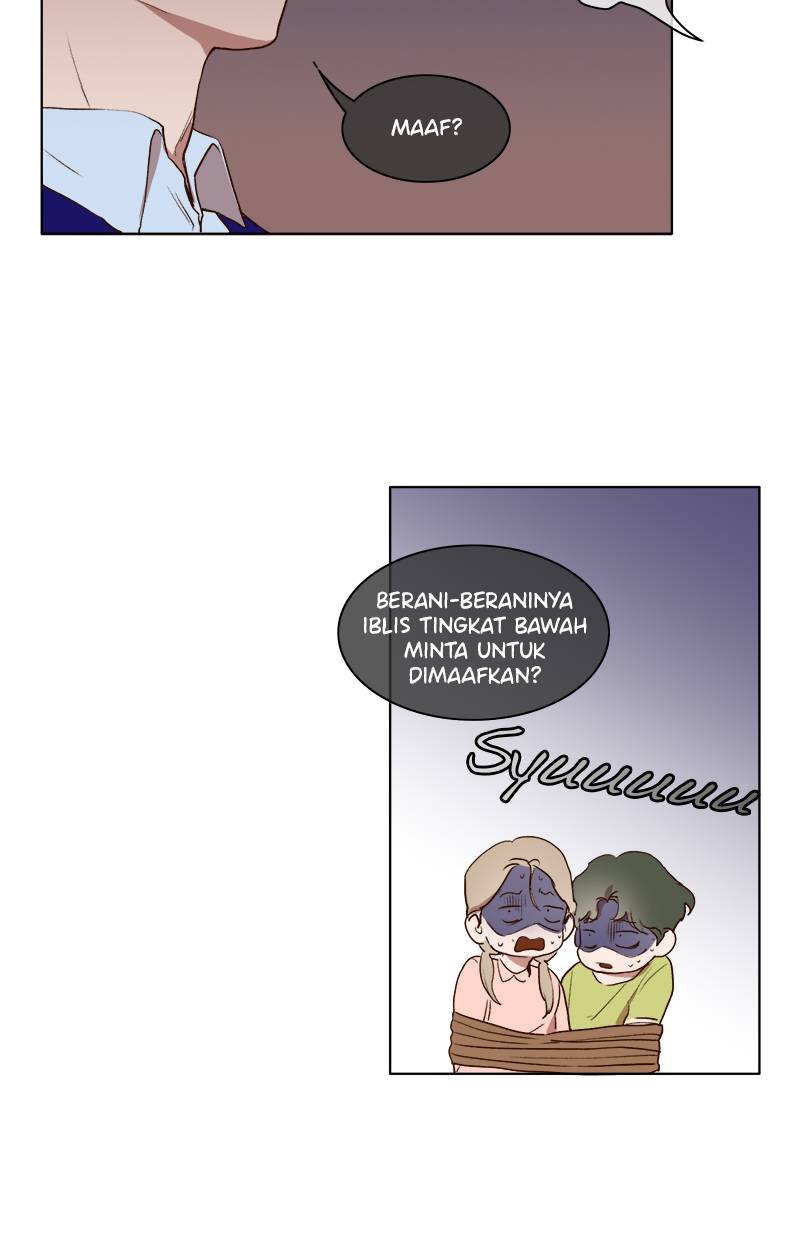 MAAF?
BERANI-BERANINYA
IBLIS TINGKAT BAWAH
MINTA UNTUK
DIMAAFKAN?
Syuuuuuu